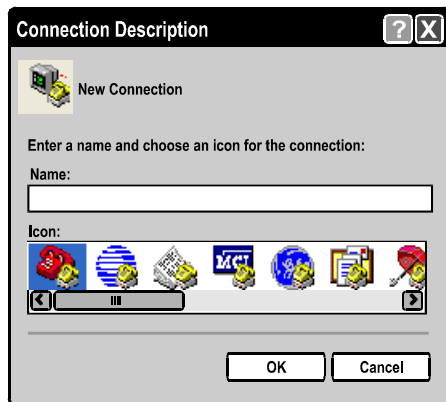 Connection Description
? X
New Connection
Enter a name and choose an icon for the connection:
Name:
Icon:
MCI
OK Cancel